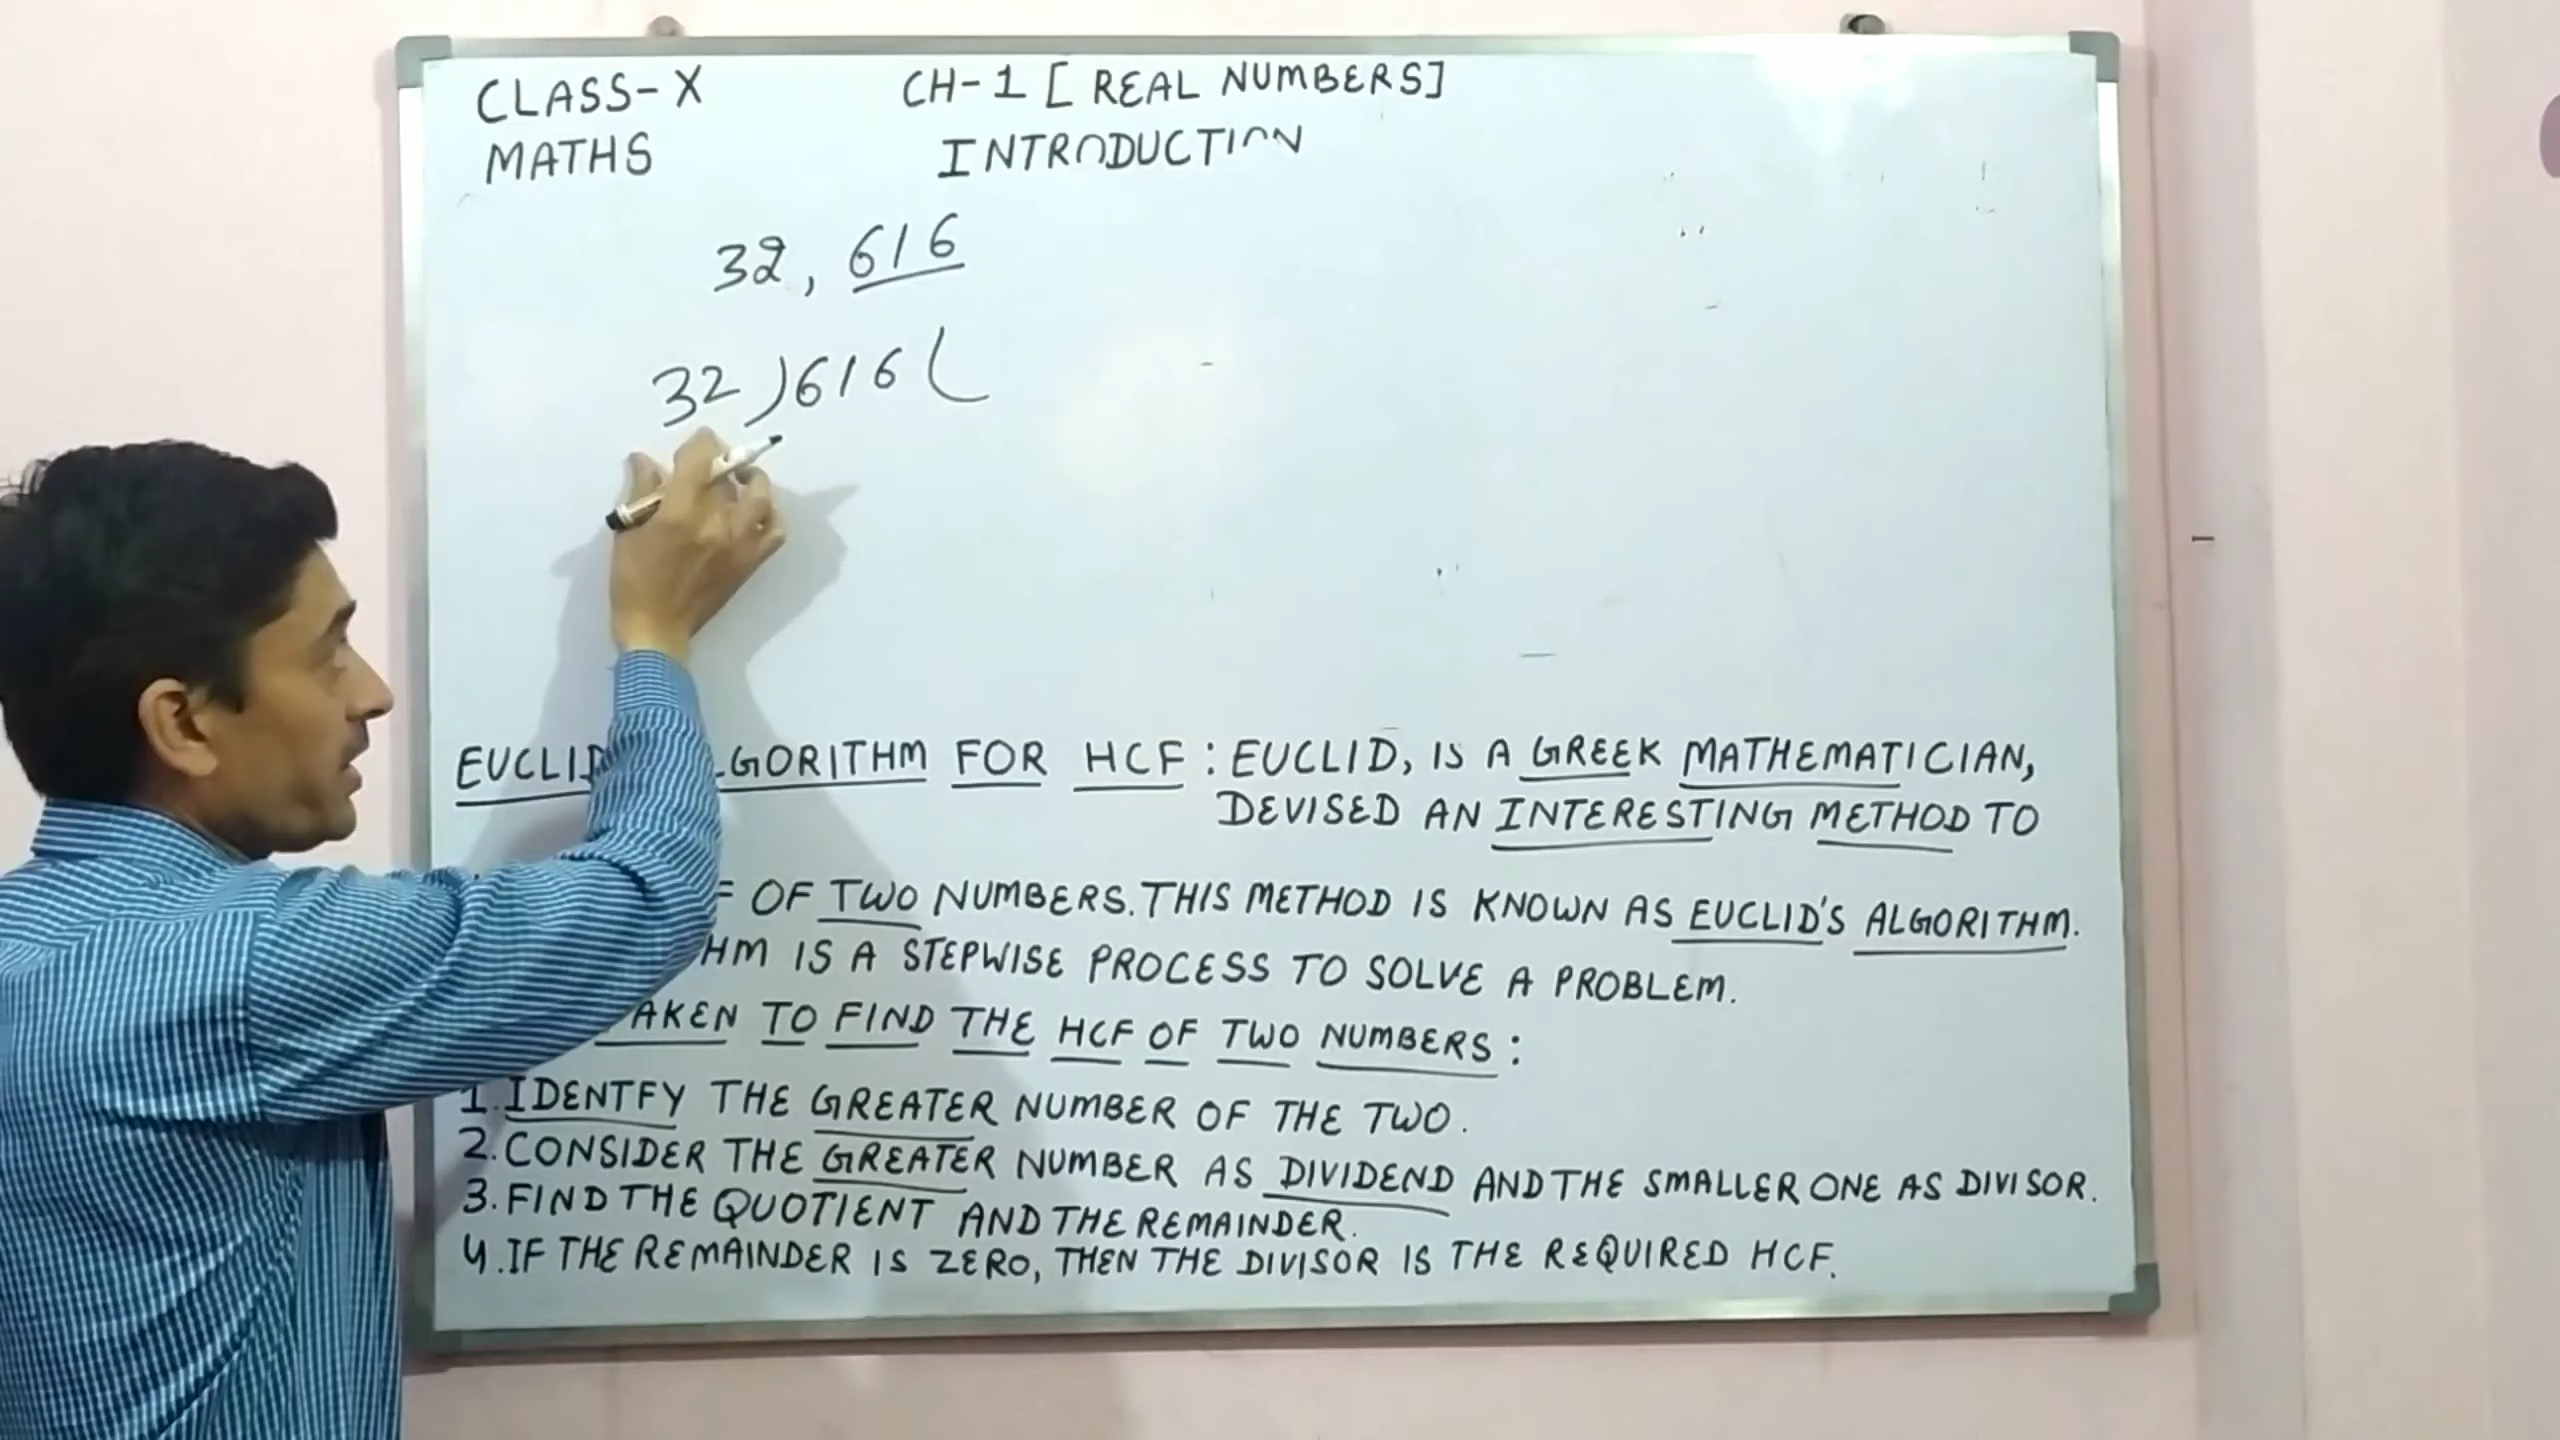 CLASS-X CH-1 [REAL NUMBERS]
MATHS INTRODUCTION
32, 616
32)616(
ALGORITHM FOR HCF: EUCLID, IS A GREEK MATHEMATICIAN,
DEVISED AN INTERESTING METHOD TO
OF TWO NUMBERS. THIS METHOD IS KNOWN AS EUCLID'S ALGORITHM.
IS A STEPWISE PROCESS TO SOLVE A PROBLEM.
TO FIND THE HCF OF TWO NUMBERS:
1. IDENTFY THE GREATER NUMBER OF THE TWO.
2. CONSIDER THE GREATER NUMBER AS DIVIDEND AND THE SMALLER ONE AS DIVISOR.
3. FIND THE QUOTIENT AND THE REMAINDER.
4. IF THE REMAINDER IS ZERO, THEN THE DIVISOR IS THE REQUIRED HCF.